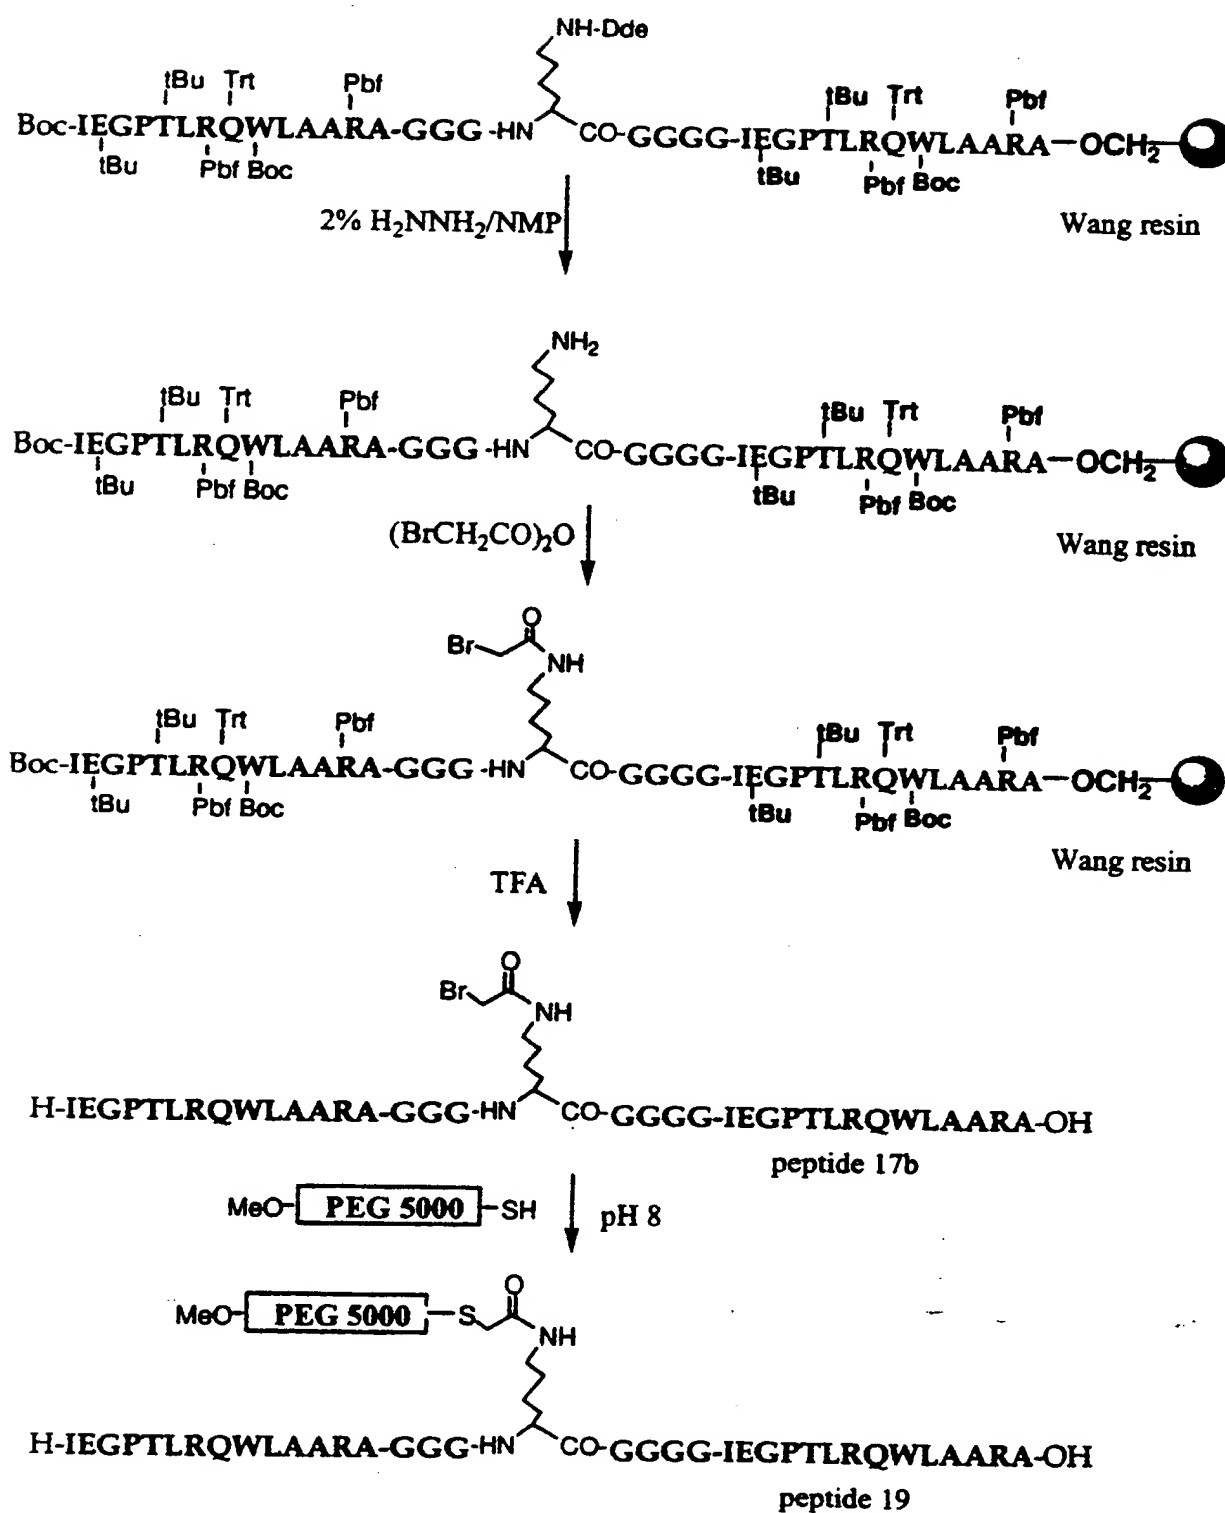 NH-Dde
tBu Trt Pbf tBu Trt Pbf
Boc-IEGPTLRQWLAARA-GGG-HN CO-GGGG-IEGPTLRQWLAARA-OCH2
tBu Pbf Boc tBu Pbf Boc
2% H2NNH2/NMP
Wang resin
NH2
tBu Trt Pbf tBu Trt Pbf
Boc-IEGPTLRQWLAARA-GGG-HN CO-GGGG-IEGPTLRQWLAARA-OCH2
tBu Pbf Boc tBu Pbf Boc
(BrCH2CO)2O
Wang resin
O
Br NH
tBu Trt Pbf tBu Trt Pbf
Boc-IEGPTLRQWLAARA-GGG-HN CO-GGGG-IEGPTLRQWLAARA-OCH2
tBu Pbf Boc tBu Pbf Boc
Wang resin
TFA
O
Br NH
H-IEGPTLRQWLAARA-GGG-HN CO-GGGG-IEGPTLRQWLAARA-OH
peptide 17b
MeO- PEG 5000 -SH pH 8
O
MeO- PEG 5000 -S NH
H-IEGPTLRQWLAARA-GGG-HN CO-GGGG-IEGPTLRQWLAARA-OH
peptide 19